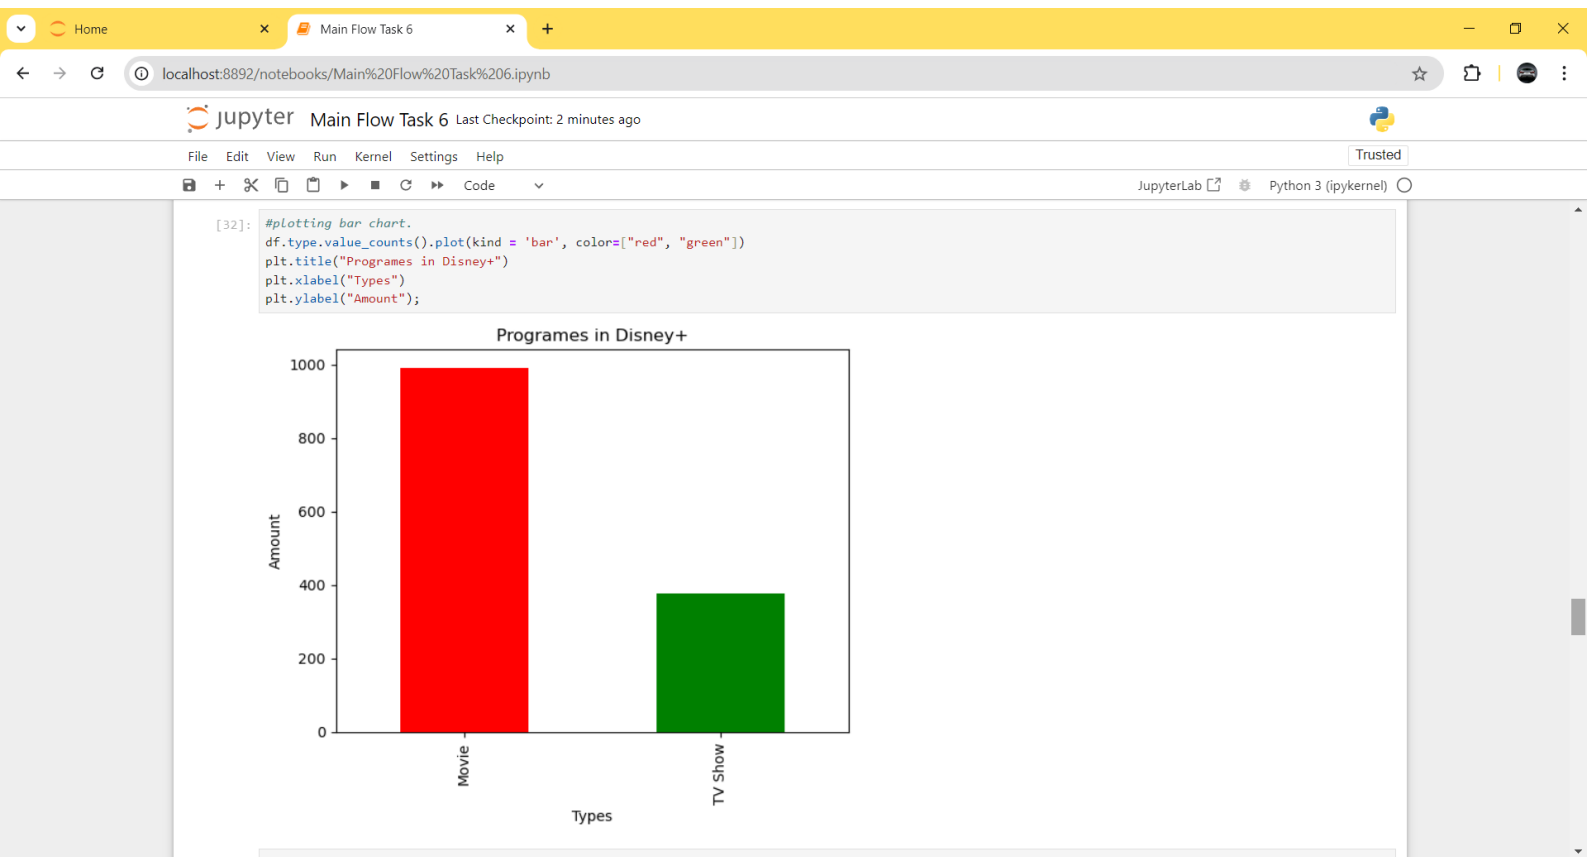 Home
Main Flow Task 6
localhost:8892/notebooks/Main%20Flow%20Task%206.ipynb
jupyter Main Flow Task 6 Last Checkpoint: 2 minutes ago
File Edit View Run Kernel Settings Help
Trusted
Code
JupyterLab
Python 3 (ipykernel)
[32]: #plotting bar chart.
df.type.value_counts().plot(kind = 'bar', color=["red", "green"])
plt.title("Programes in Disney+")
plt.xlabel("Types")
plt.ylabel("Amount");
Programes in Disney+
1000
800
600
400
200
0
Amount
Movie
TV Show
Types